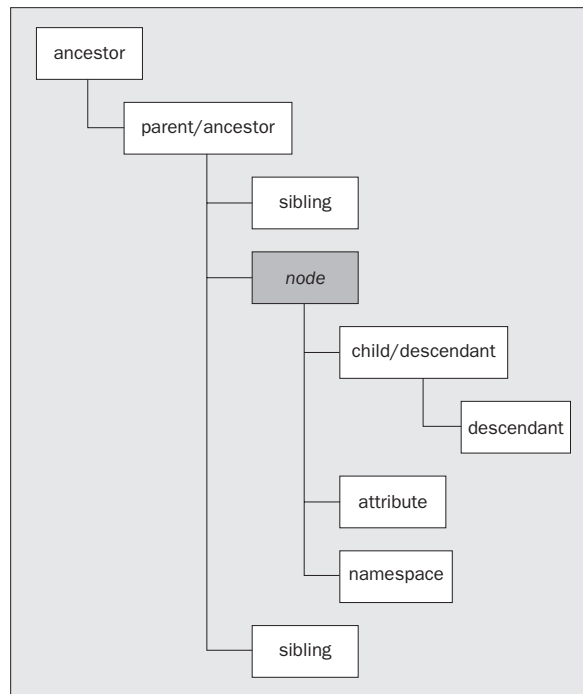 ancestor
parent/ancestor
sibling
node
child/descendant
descendant
attribute
namespace
sibling